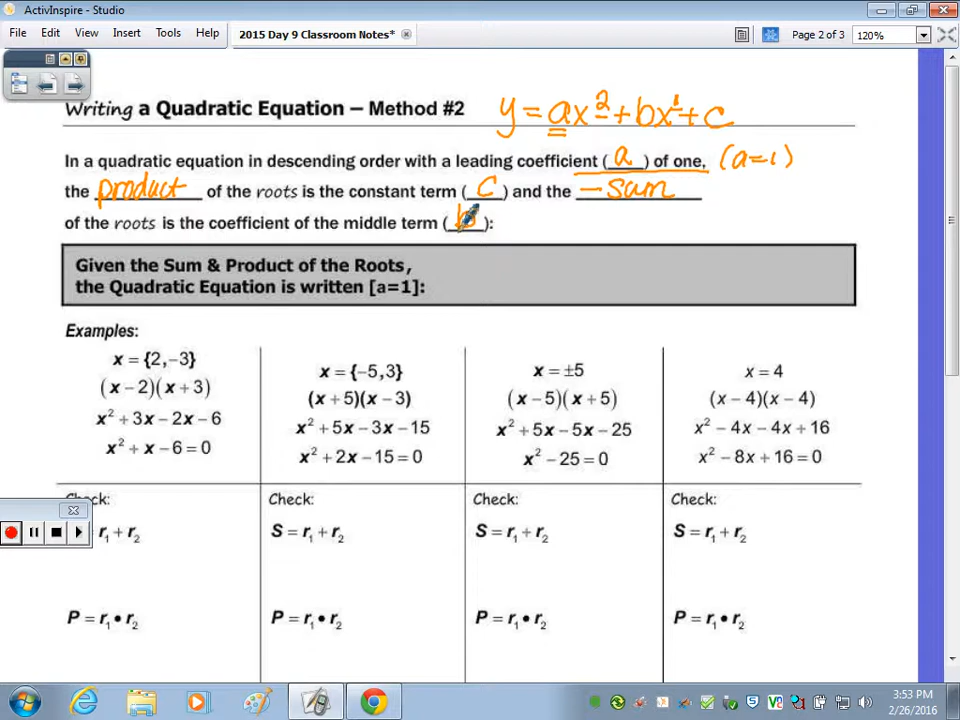 ActivInspire - Studio
File Edit View Insert Tools Help 2015 Day 9 Classroom Notes* Page 2 of 3 120%
Writing a Quadratic Equation – Method #2 y = ax² + bx¹ + c
In a quadratic equation in descending order with a leading coefficient ( a ) of one, (a=1)
the product of the roots is the constant term ( c ) and the - sum
of the roots is the coefficient of the middle term ( b ):
Given the Sum & Product of the Roots,
the Quadratic Equation is written [a=1]:
Examples:
x = {2,−3}
(x − 2)(x + 3)
x² + 3x − 2x − 6
x² + x − 6 = 0
x = {−5,3}
(x + 5)(x − 3)
x² + 5x − 3x − 15
x² + 2x − 15 = 0
x = ±5
(x − 5)(x + 5)
x² + 5x − 5x − 25
x² − 25 = 0
x = 4
(x − 4)(x − 4)
x² − 4x − 4x + 16
x² − 8x + 16 = 0
Check: Check: Check: Check:
= r₁ + r₂ S = r₁ + r₂ S = r₁ + r₂ S = r₁ + r₂
P = r₁ • r₂ P = r₁ • r₂ P = r₁ • r₂ P = r₁ • r₂
3:53 PM
2/26/2016